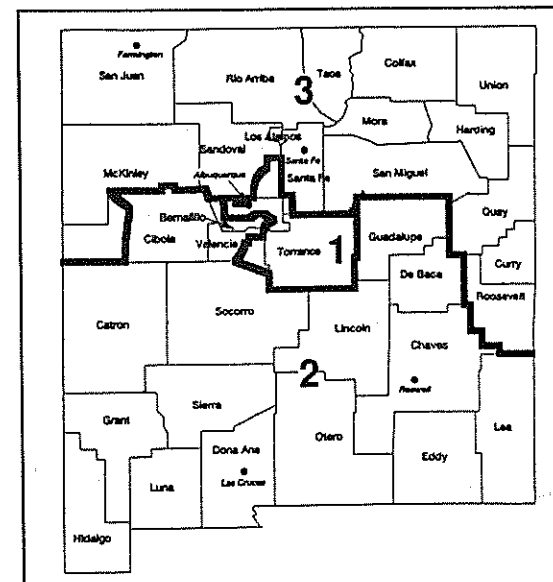 Farmington
San Juan
Rio Arriba
Taos
Colfax
Union
3
Mora
Harding
Los Alamos
Sandoval
Santa Fe
Santa Fe
San Miguel
McKinley
Albuquerque
Quay
Bernalillo
Cibola
Valencia
Torrance
1
Guadalupe
De Baca
Curry
Roosevelt
Catron
Socorro
Lincoln
Chaves
2
Roswell
Sierra
Grant
Dona Ana
Otero
Lea
Eddy
Luna
Las Cruces
Hidalgo